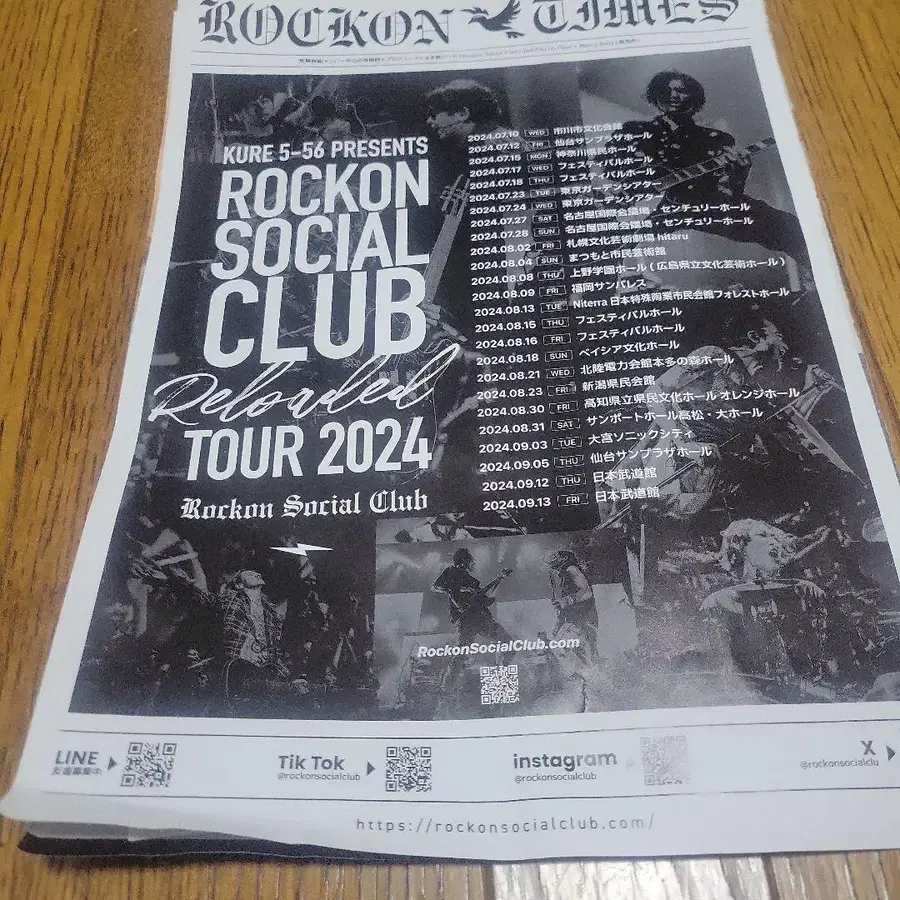 ROCKON TIMES
KURE 5-56 PRESENTS
ROCKON
SOCIAL
CLUB
Reloaded
TOUR 2024
Rockon Social Club
2024.07.10 WED 市川市文化会館
2024.07.12 FRI 仙台サンプラザホール
2024.07.15 MON 神奈川県民ホール
2024.07.17 WED フェスティバルホール
2024.07.18 THU フェスティバルホール
2024.07.23 TUE 東京ガーデンシアター
2024.07.24 WED 東京ガーデンシアター
2024.07.27 SAT 名古屋国際会議場・センチュリーホール
2024.07.28 SUN 名古屋国際会議場・センチュリーホール
2024.08.02 FRI 札幌文化芸術劇場 hitaru
2024.08.04 SUN まつもと市民芸術館
2024.08.08 THU 上野学園ホール ( 広島県立文化芸術ホール )
2024.08.09 FRI 福岡サンパレス
2024.08.13 TUE Niterra 日本特殊陶業市民会館フォレストホール
2024.08.15 THU フェスティバルホール
2024.08.16 FRI フェスティバルホール
2024.08.18 SUN ベイシア文化ホール
2024.08.21 WED 北陸電力会館本多の森ホール
2024.08.23 FRI 新潟県民会館
2024.08.30 FRI 高知県立県民文化ホール オレンジホール
2024.08.31 SAT サンポートホール高松・大ホール
2024.09.03 TUE 大宮ソニックシティ
2024.09.05 THU 仙台サンプラザホール
2024.09.12 THU 日本武道館
2024.09.13 FRI 日本武道館
RockonSocialClub.com
LINE
友達募集中
Tik Tok
@rockonsocialclub
instagram
@rockonsocialclub
X
@rockonsocialclu
https://rockonsocialclub.com/